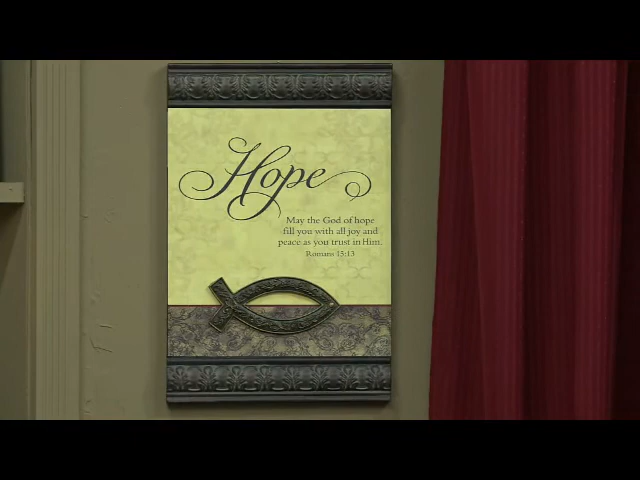 Hope
May the God of hope
fill you with all joy and
peace as you trust in Him.
Romans 15:13